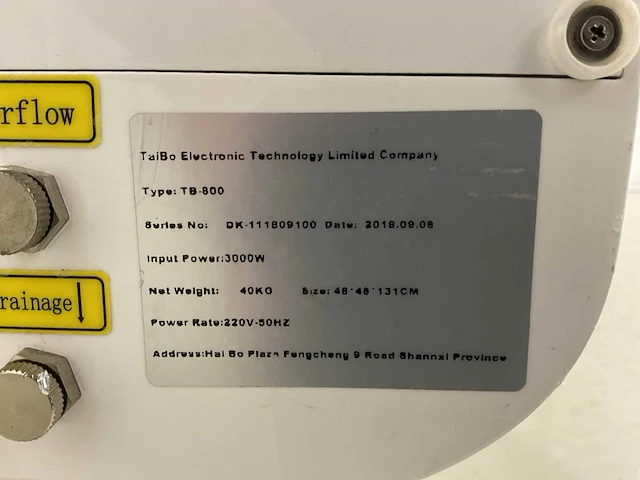 rflow
TaiBo Electronic Technology Limited Company
Type: TB-800
Series No: DK-111809100 Date: 2018.09.08
Input Power:3000W
Net Weight: 40KG Size: 48*48*131CM
rainage
Power Rate:220V-50HZ
Address:Hai Bo Plaza Fengcheng 9 Road Shannxi Province